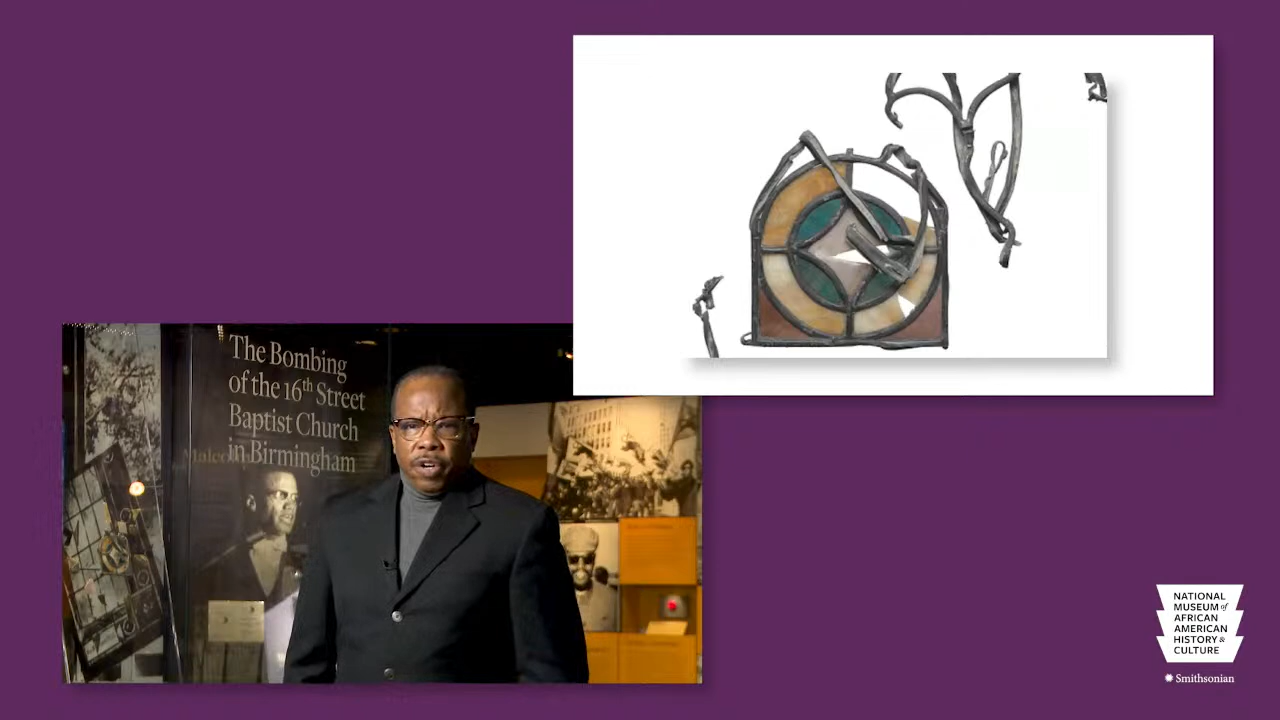 The Bombing
of the 16th Street
Baptist Church
in Birmingham
NATIONAL
MUSEUM of
AFRICAN
AMERICAN
HISTORY &
CULTURE
Smithsonian